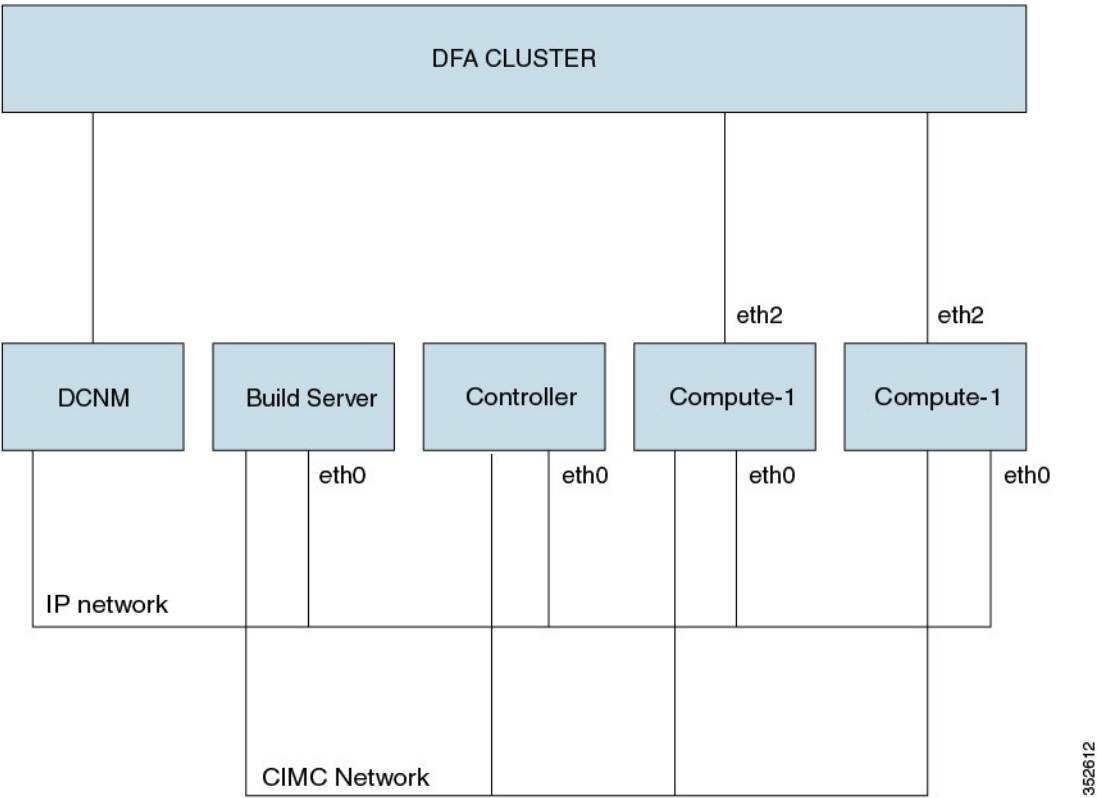 DFA CLUSTER
eth2
eth2
DCNM
Build Server
Controller
Compute-1
Compute-1
eth0
eth0
eth0
eth0
IP network
CIMC Network
352612